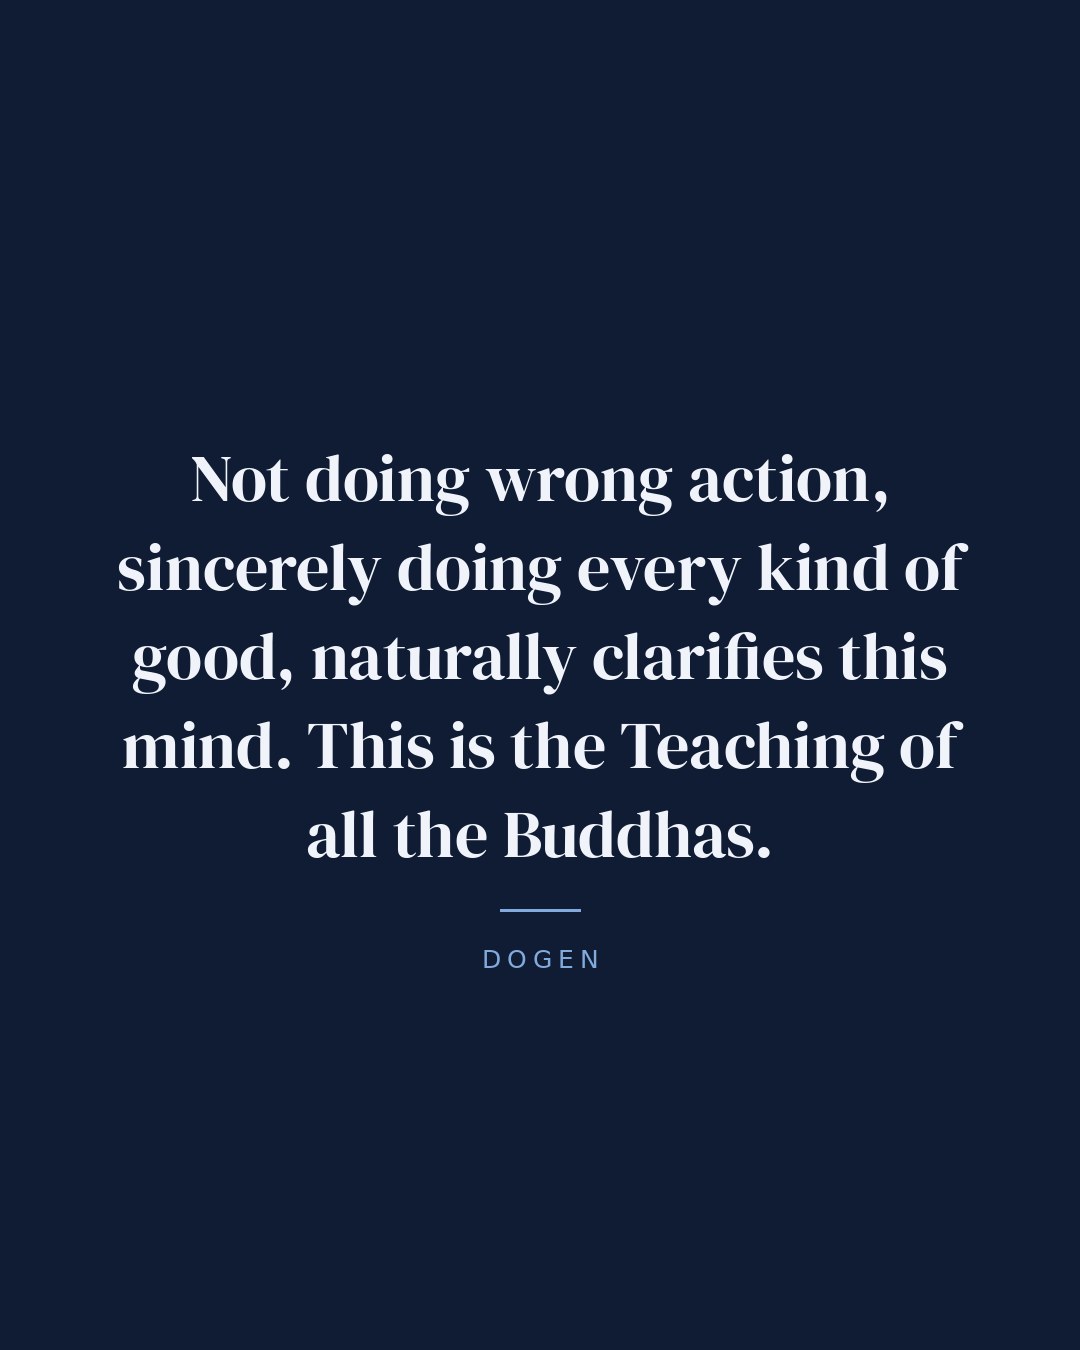 Not doing wrong action,
sincerely doing every kind of
good, naturally clarifies this
mind. This is the Teaching of
all the Buddhas.
DOGEN